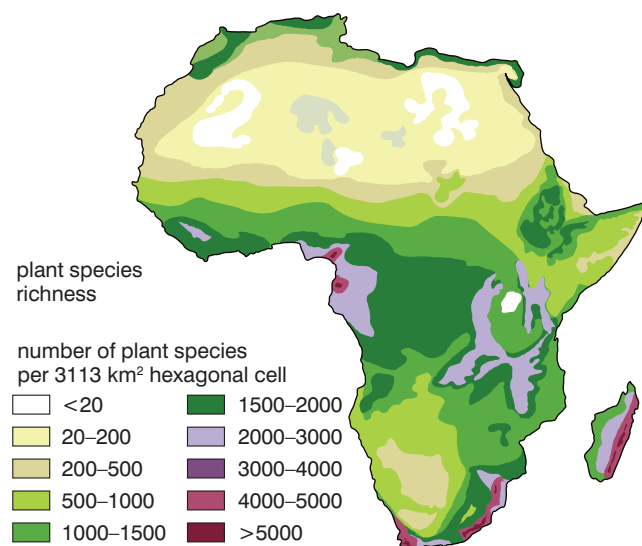 plant species
richness
number of plant species
per 3113 km² hexagonal cell
<20
20–200
200–500
500–1000
1000–1500
1500–2000
2000–3000
3000–4000
4000–5000
>5000